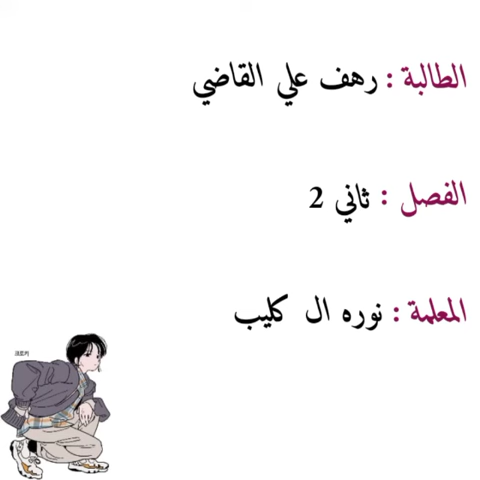 الطالبة : رهف علي القاضي
الفصل : ثاني 2
المعلمة : نوره ال كليب